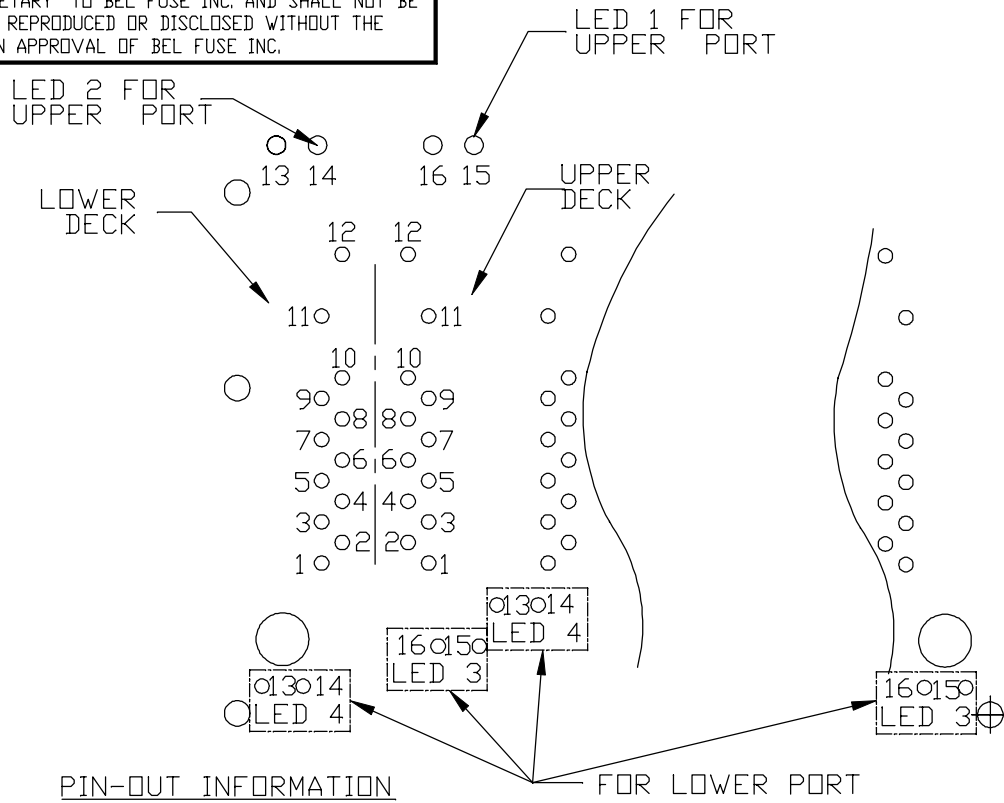 ETARY TO BEL FUSE INC. AND SHALL NOT BE
REPRODUCED OR DISCLOSED WITHOUT THE
N APPROVAL OF BEL FUSE INC.
LED 1 FOR
UPPER PORT
LED 2 FOR
UPPER PORT
13 14 16 15
LOWER
DECK
UPPER
DECK
12 12
11 11
10 10
9 9
8 8
7 7
6 6
5 5
4 4
3 3
2 2
1 1
13 14
LED 4
16 15
LED 3
13 14
LED 4
16 15
LED 3
PIN-OUT INFORMATION
FOR LOWER PORT